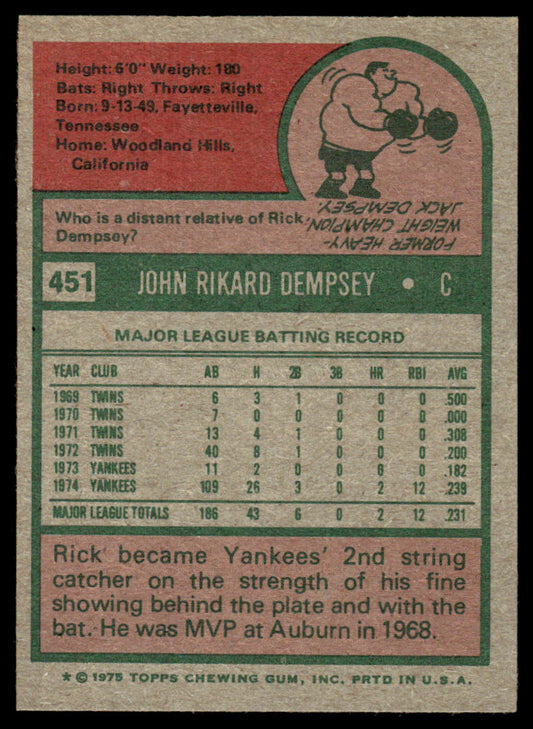 Height: 6'0" Weight: 180
Bats: Right Throws: Right
Born: 9-13-49, Fayetteville,
Tennessee
Home: Woodland Hills,
California
Who is a distant relative of Rick
Dempsey?
FORMER HEAVY-
WEIGHT CHAMPION,
JACK DEMPSEY.
451 JOHN RIKARD DEMPSEY • C
MAJOR LEAGUE BATTING RECORD
YEAR CLUB AB H 2B 3B HR RBI AVG
1969 TWINS 6 3 1 0 0 0 .500
1970 TWINS 7 0 0 0 0 0 .000
1971 TWINS 13 4 1 0 0 0 .308
1972 TWINS 40 8 1 0 0 0 .200
1973 YANKEES 11 2 0 0 0 0 .182
1974 YANKEES 109 26 3 0 2 12 .239
MAJOR LEAGUE TOTALS 186 43 6 0 2 12 .231
Rick became Yankees' 2nd string
catcher on the strength of his fine
showing behind the plate and with the
bat. He was MVP at Auburn in 1968.
* © 1975 TOPPS CHEWING GUM, INC. PRTD IN U.S.A.